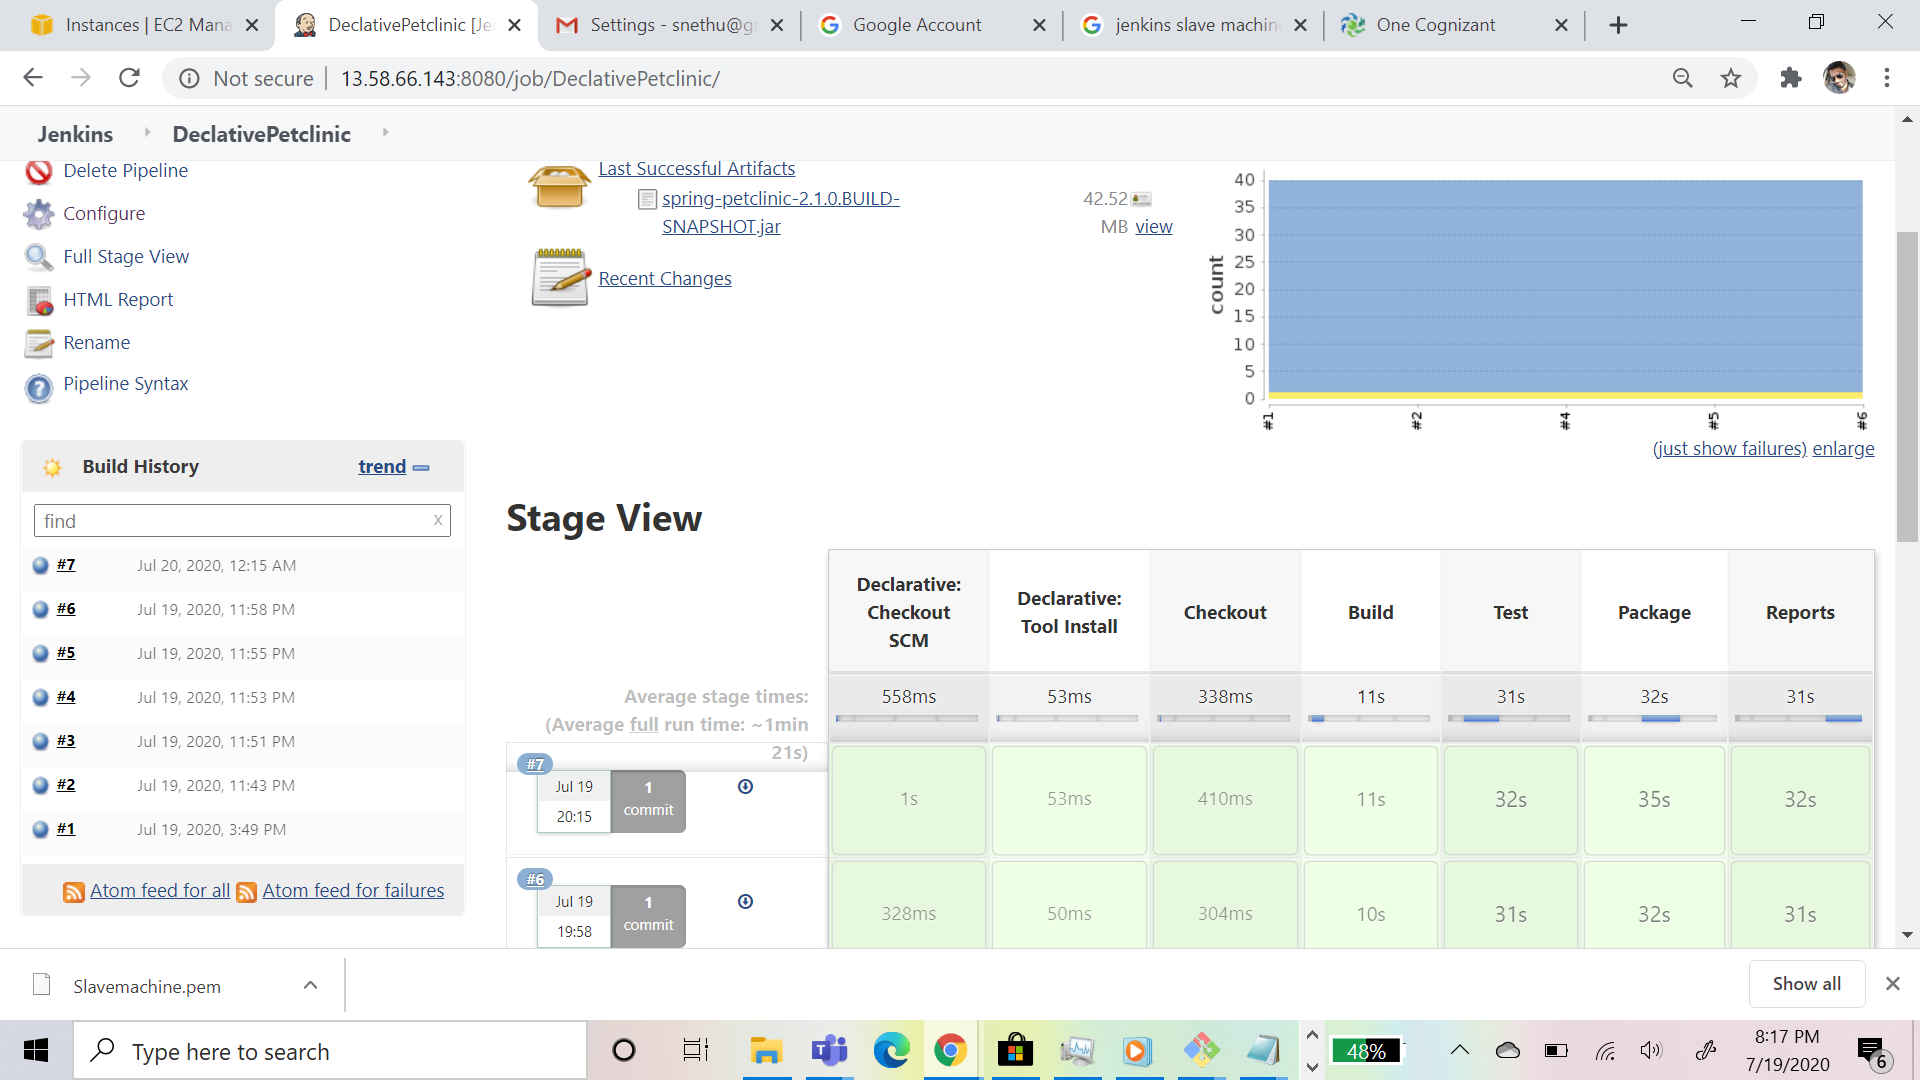 Instances | EC2 Mana
DeclativePetclinic [Je
Settings - snethu@g
Google Account
jenkins slave machin
One Cognizant
Not secure
13.58.66.143:8080/job/DeclativePetclinic/
Jenkins
DeclativePetclinic
Delete Pipeline
Configure
Full Stage View
HTML Report
Rename
Pipeline Syntax
Build History
trend
find
x
#7 Jul 20, 2020, 12:15 AM
#6 Jul 19, 2020, 11:58 PM
#5 Jul 19, 2020, 11:55 PM
#4 Jul 19, 2020, 11:53 PM
#3 Jul 19, 2020, 11:51 PM
#2 Jul 19, 2020, 11:43 PM
#1 Jul 19, 2020, 3:49 PM
Atom feed for all Atom feed for failures
Last Successful Artifacts
spring-petclinic-2.1.0.BUILD-
SNAPSHOT.jar
42.52
MB view
Recent Changes
count
40
35
30
25
20
15
10
5
0
#1 #2 #4 #5 #6
(just show failures) enlarge
Stage View
Declarative:
Checkout
SCM
Declarative:
Tool Install
Checkout
Build
Test
Package
Reports
Average stage times:
(Average full run time: ~1min
21s)
558ms 53ms 338ms 11s 31s 32s 31s
#7
Jul 19
20:15
1
commit
1s 53ms 410ms 11s 32s 35s 32s
#6
Jul 19
19:58
1
commit
328ms 50ms 304ms 10s 31s 32s 31s
Slavemachine.pem
Show all
Type here to search
48%
8:17 PM
7/19/2020
6